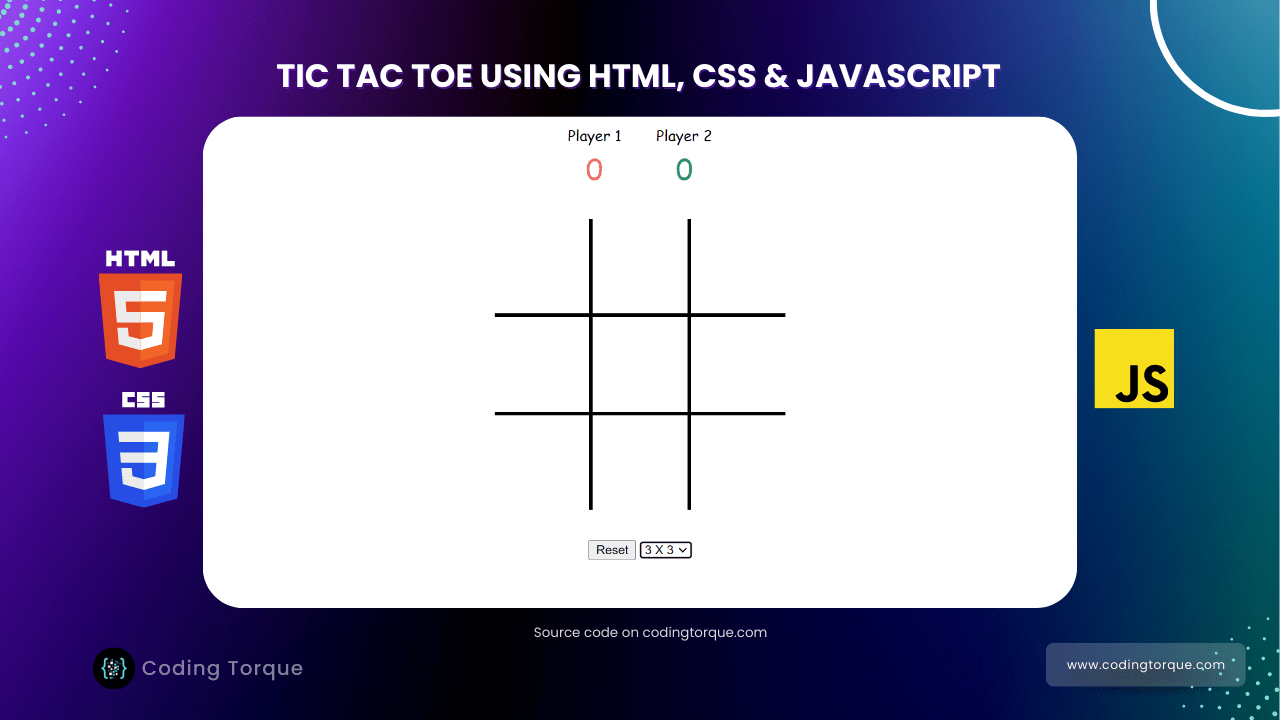 TIC TAC TOE USING HTML, CSS & JAVASCRIPT
Player 1 Player 2
0 0
HTML
5
CSS
3
JS
Reset 3 X 3
Source code on codingtorque.com
{ } Coding Torque
www.codingtorque.com